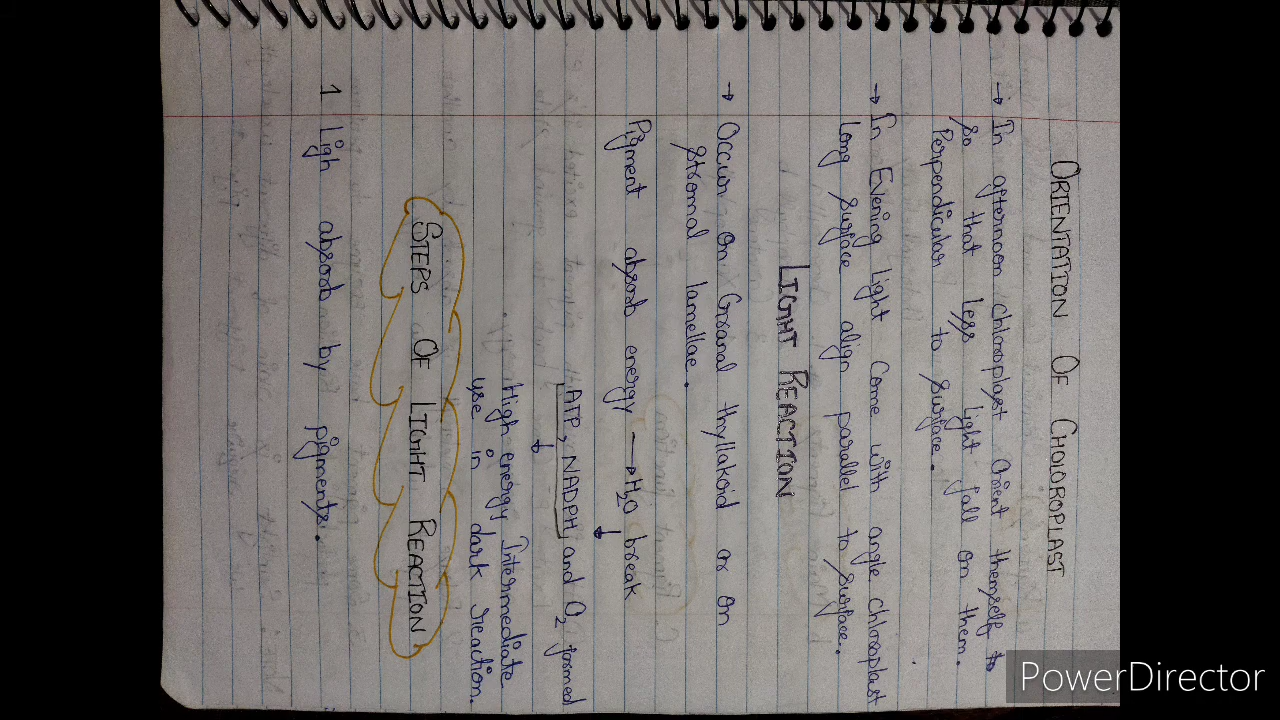 ORIENTATION OF CHOLOROPLAST
→ In afternoon chloroplast Orient themself to
so that less light fall on them.
Perpendicular to surface.
→ In Evening light Come with angle chloroplast
long surface align parallel to surface.
LIGHT REACTION
→ Occur On Granal thyllakoid or on
stromal lamellae.
Pigment absorb energy → H2O break
↓
ATP, NADPH, and O2 formed
↓
High energy Intermediate
use in dark reaction.
STEPS OF LIGHT REACTION
1 Ligh absorb by pigments.
PowerDirector